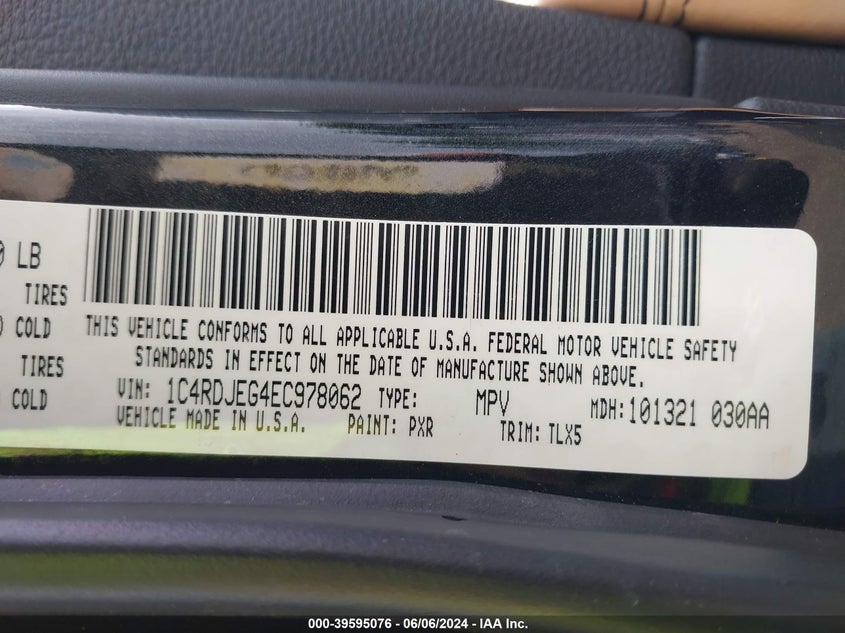 0 LB
TIRES
COLD
TIRES
COLD
THIS VEHICLE CONFORMS TO ALL APPLICABLE U.S.A. FEDERAL MOTOR VEHICLE SAFETY
STANDARDS IN EFFECT ON THE DATE OF MANUFACTURE SHOWN ABOVE.
VIN: 1C4RDJEG4EC978062 TYPE: MPV MDH: 101321 030AA
VEHICLE MADE IN U.S.A. PAINT: PXR TRIM: TLX5
000-39595076 - 06/06/2024 - IAA Inc.